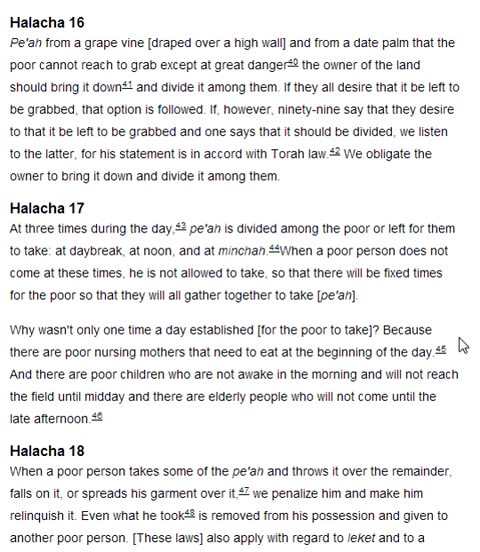 Halacha 16
Pe'ah from a grape vine [draped over a high wall] and from a date palm that the
poor cannot reach to grab except at great danger40 the owner of the land
should bring it down41 and divide it among them. If they all desire that it be left to
be grabbed, that option is followed. If, however, ninety-nine say that they desire
to that it be left to be grabbed and one says that it should be divided, we listen
to the latter, for his statement is in accord with Torah law.42 We obligate the
owner to bring it down and divide it among them.
Halacha 17
At three times during the day,43 pe'ah is divided among the poor or left for them
to take: at daybreak, at noon, and at minchah.44When a poor person does not
come at these times, he is not allowed to take, so that there will be fixed times
for the poor so that they will all gather together to take [pe'ah].
Why wasn't only one time a day established [for the poor to take]? Because
there are poor nursing mothers that need to eat at the beginning of the day.45
And there are poor children who are not awake in the morning and will not reach
the field until midday and there are elderly people who will not come until the
late afternoon.46
Halacha 18
When a poor person takes some of the pe'ah and throws it over the remainder,
falls on it, or spreads his garment over it,47 we penalize him and make him
relinquish it. Even what he took48 is removed from his possession and given to
another poor person. [These laws] also apply with regard to leket and to a